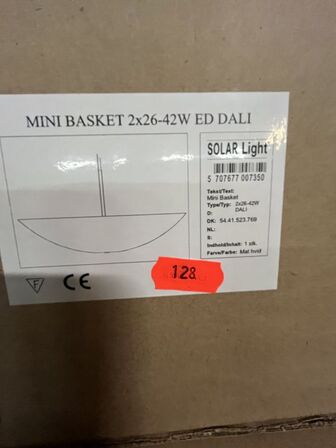 MINI BASKET 2x26-42W ED DALI
SOLAR Light
5 707677 007350
Tekst/Text:
Mini Basket
Type/Typ: 2x26-42W
D: DALI
DK: 54.41.523.769
NL:
S:
Indhold/Inhalt: 1 stk.
Farve/Farbe: Mat hvid
F CE
128